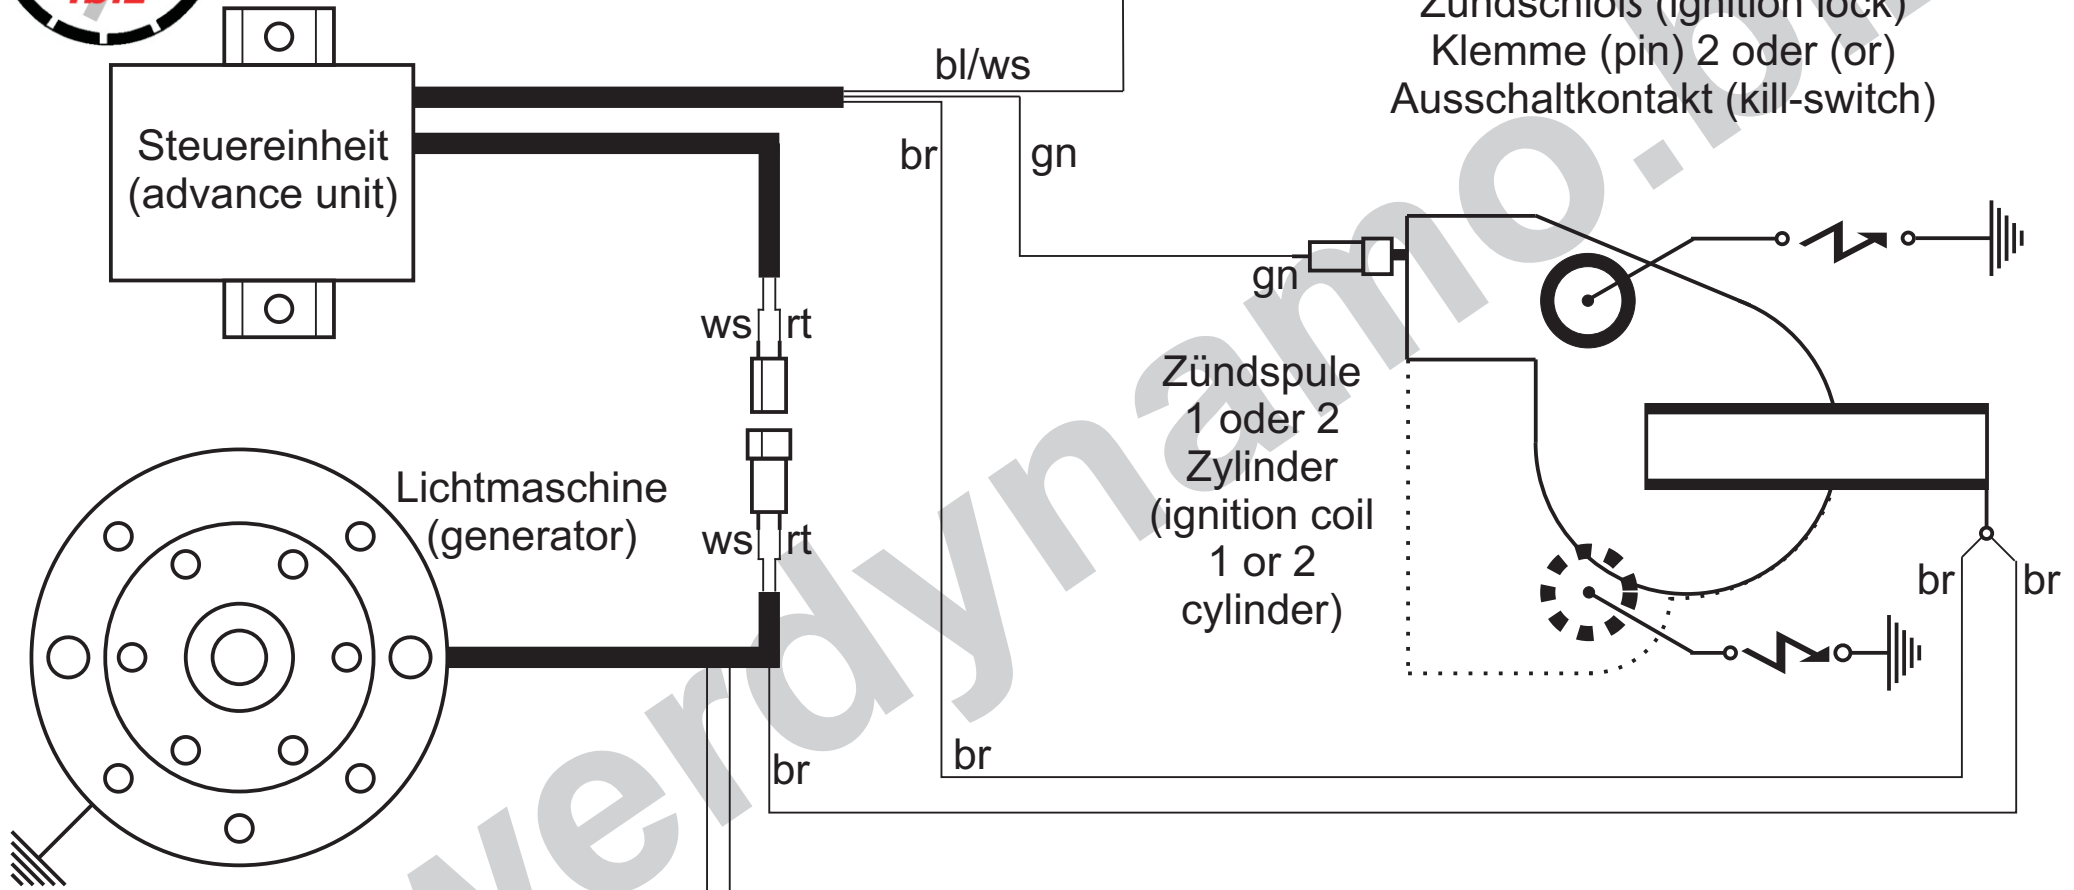 Zündschloß (ignition lock)
Klemme (pin) 2 oder (or)
Ausschaltkontakt (kill-switch)
bl/ws
Steuereinheit
(advance unit)
br
gn
gn
ws
rt
Zündspule
1 oder 2
Zylinder
(ignition coil
1 or 2
cylinder)
Lichtmaschine
(generator)
ws
rt
br
br
br
br